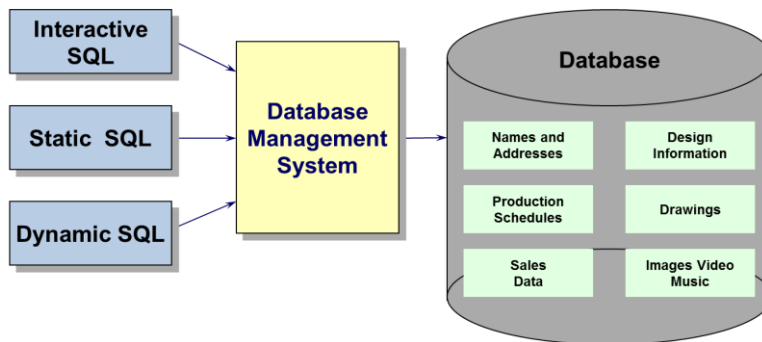 Interactive
SQL
Static SQL
Dynamic SQL
Database
Management
System
Database
Names and
Addresses
Design
Information
Production
Schedules
Drawings
Sales
Data
Images Video
Music